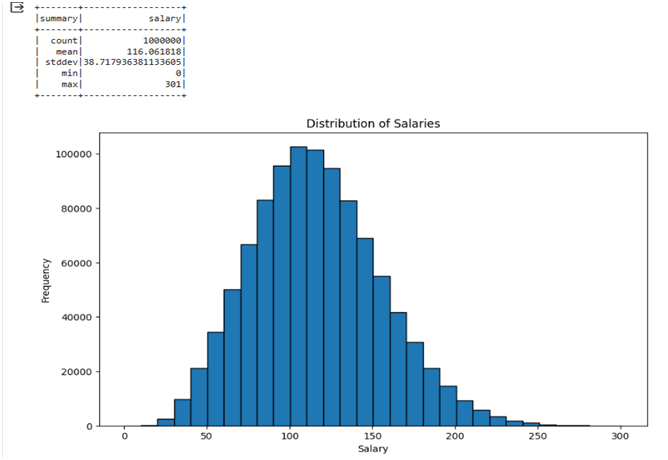 +-------+------------------+
|summary|            salary|
+-------+------------------+
|  count|           1000000|
|   mean|        116.061818|
| stddev|38.717936381133605|
|    min|                 0|
|    max|               301|
+-------+------------------+
Distribution of Salaries
100000
80000
60000
40000
20000
0
Frequency
0 50 100 150 200 250 300
Salary